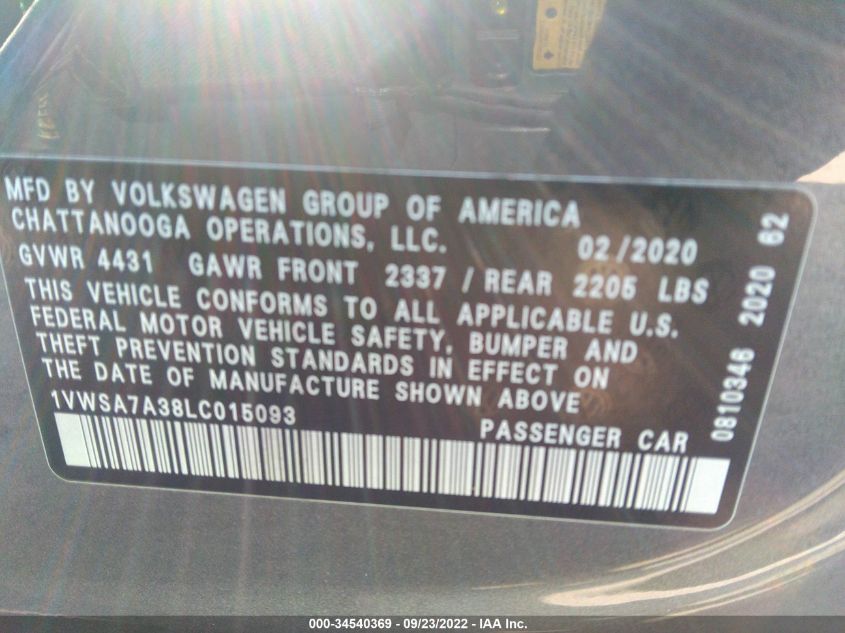 MFD BY VOLKSWAGEN GROUP OF AMERICA
CHATTANOOGA OPERATIONS, LLC. 02/2020
GVWR 4431 GAWR FRONT 2337 / REAR 2205 LBS
THIS VEHICLE CONFORMS TO ALL APPLICABLE U.S.
FEDERAL MOTOR VEHICLE SAFETY, BUMPER AND
THEFT PREVENTION STANDARDS IN EFFECT ON
THE DATE OF MANUFACTURE SHOWN ABOVE
1VWSA7A38LC015093 PASSENGER CAR
0810346 2020 62
000-34540369 - 09/23/2022 - IAA Inc.